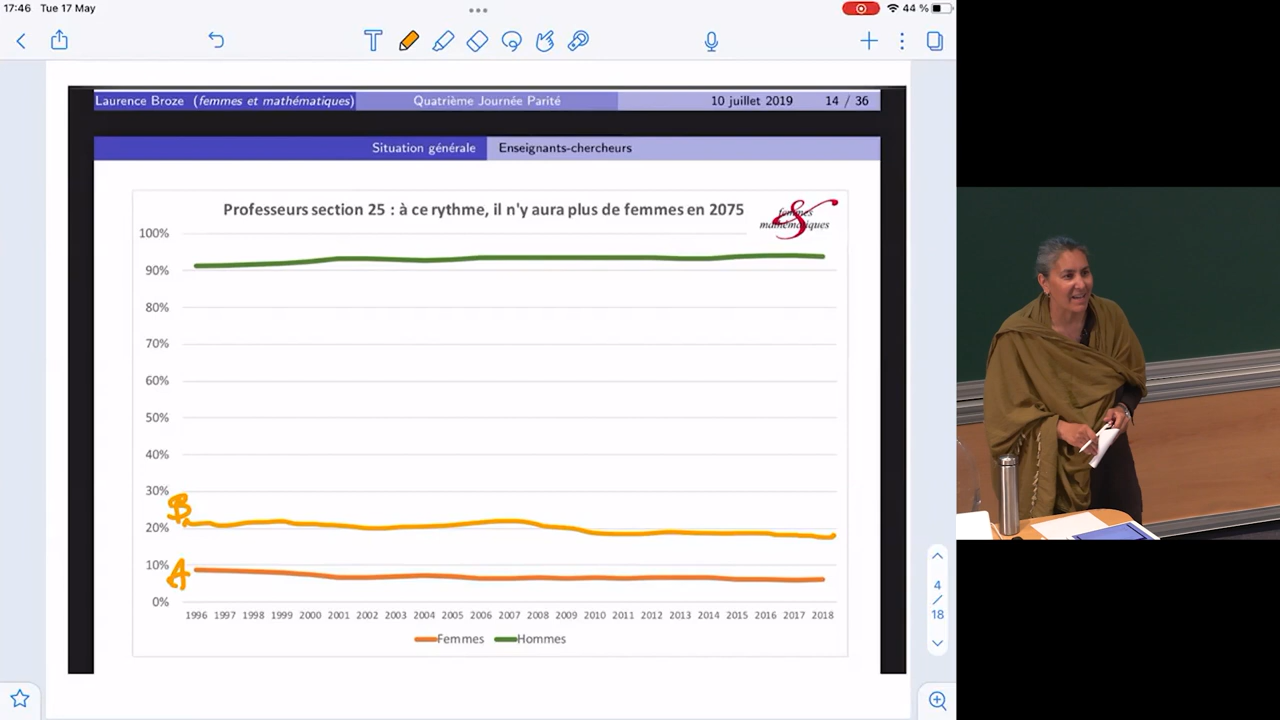 17:46 Tue 17 May 44 %
T
Laurence Broze (femmes et mathématiques) Quatrième Journée Parité 10 juillet 2019 14 / 36
Situation générale Enseignants-chercheurs
Professeurs section 25 : à ce rythme, il n'y aura plus de femmes en 2075
femmes
&
mathématiques
100%
90%
80%
70%
60%
50%
40%
30%
B
20%
10%
A
0%
1996 1997 1998 1999 2000 2001 2002 2003 2004 2005 2006 2007 2008 2009 2010 2011 2012 2013 2014 2015 2016 2017 2018
Femmes Hommes
4
/
18